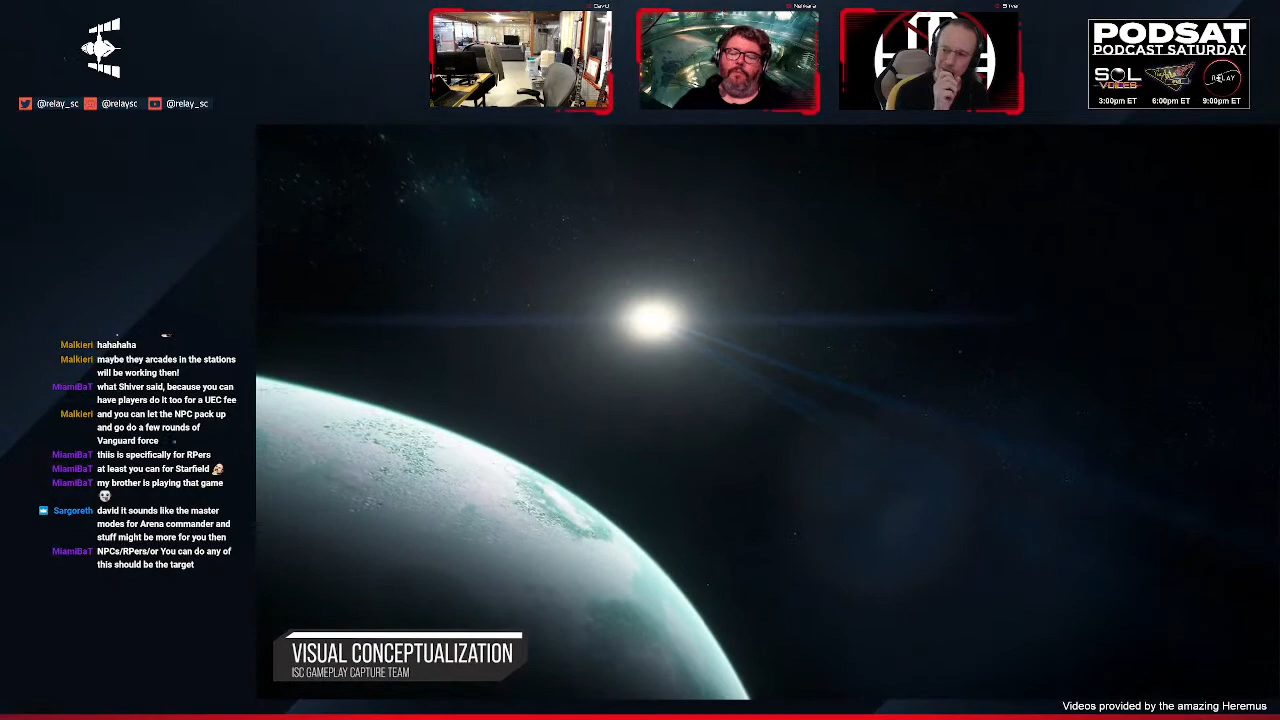 David
PODSAT
PODCAST SATURDAY
SOL
VOICES
RELAY
3:00pm ET 6:00pm ET 9:00pm ET
@relay_sc @relaysc @relay_sc
Malkieri hahahaha
Malkieri maybe they arcades in the stations
will be working then!
MiamiBaT what Shiver said, because you can
have players do it too for a UEC fee
Malkieri and you can let the NPC pack up
and go do a few rounds of
Vanguard force
MiamiBaT thiis is specifically for RPers
MiamiBaT at least you can for Starfield
MiamiBaT my brother is playing that game
Sargoreth david it sounds like the master
modes for Arena commander and
stuff might be more for you then
MiamiBaT NPCs/RPers/or You can do any of
this should be the target
VISUAL CONCEPTUALIZATION
ISC GAMEPLAY CAPTURE TEAM
Videos provided by the amazing Heremus